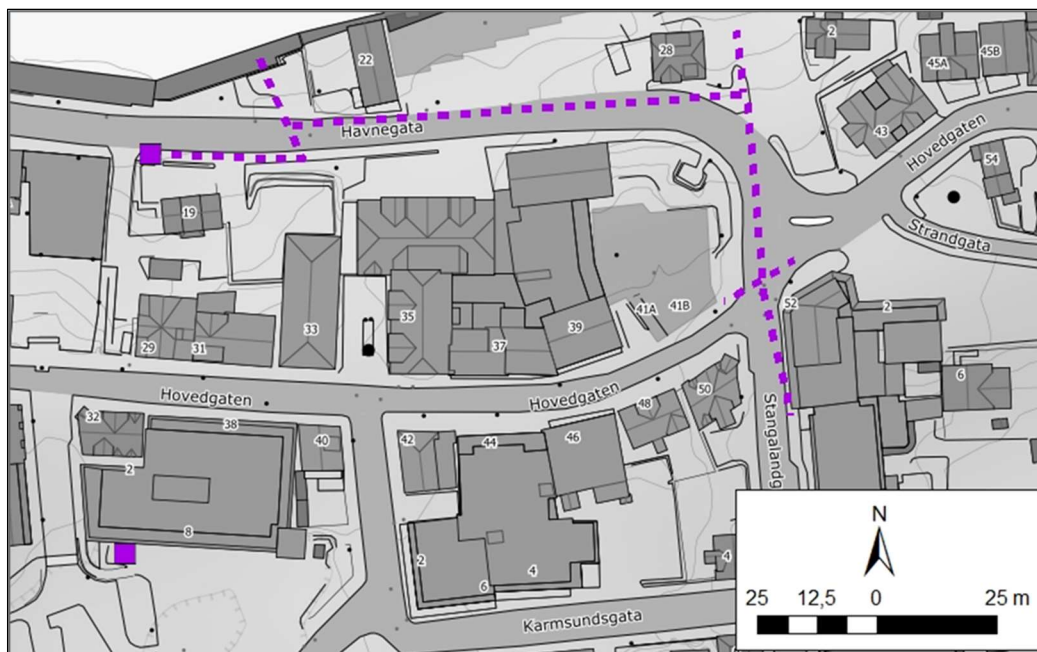 22
28
2
45A
45B
43
Havnegata
Hovedgaten
54
19
Strandgata
35
33
41A
41B
52
2
39
37
29
31
6
Hovedgaten
Hovedgaten
Stangalandg
32
38
40
42
44
46
48
50
2
8
2
6
4
4
Karmsundsgata
N
25
12,5
0
25 m